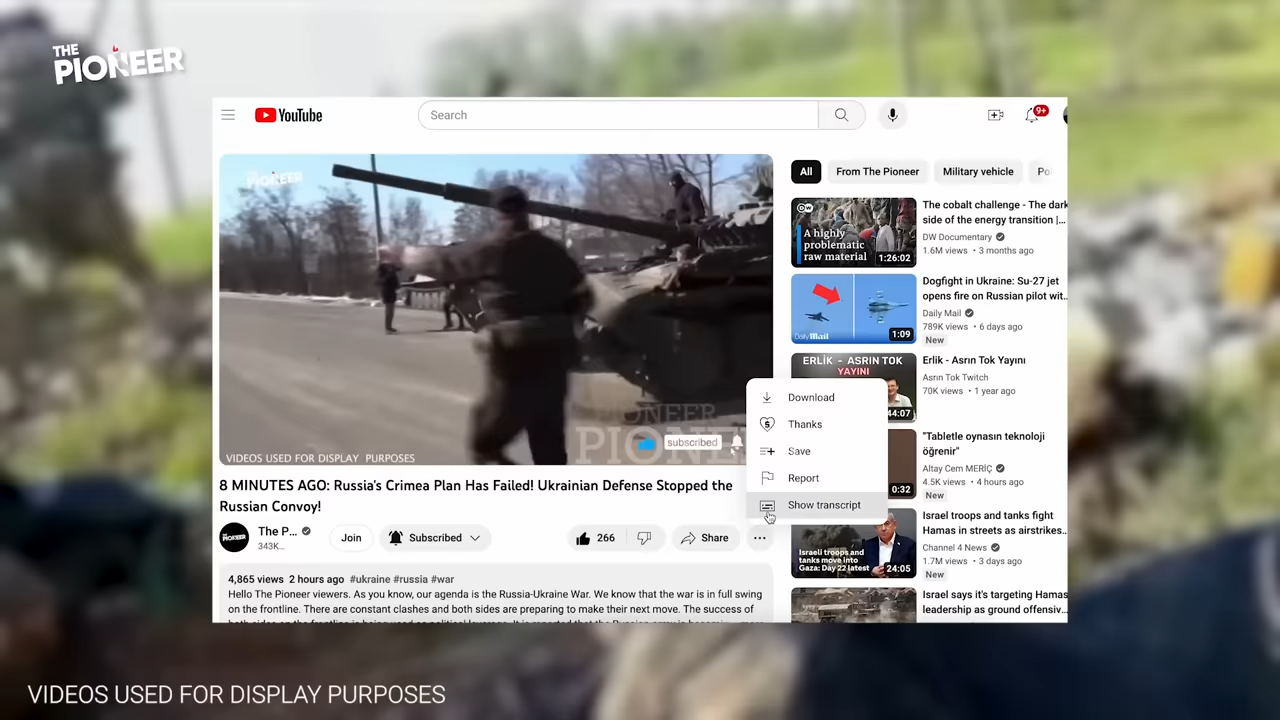 THE
PIONEER
YouTube
Search
9+
PIONEER
PIONEER
subscribed
VIDEOS USED FOR DISPLAY PURPOSES
8 MINUTES AGO: Russia's Crimea Plan Has Failed! Ukrainian Defense Stopped the
Russian Convoy!
The P...
343K...
Join
Subscribed
266
Share
4,865 views 2 hours ago #ukraine #russia #war
Hello The Pioneer viewers. As you know, our agenda is the Russia-Ukraine War. We know that the war is in full swing
on the frontline. There are constant clashes and both sides are preparing to make their next move. The success of
Download
Thanks
Save
Report
Show transcript
All
From The Pioneer
Military vehicle
DW
A highly
problematic
raw material
1:26:02
The cobalt challenge - The dark
side of the energy transition |...
DW Documentary
1.6M views • 3 months ago
Daily Mail
1:09
Dogfight in Ukraine: Su-27 jet
opens fire on Russian pilot wit...
Daily Mail
789K views • 6 days ago
New
ERLİK - ASRIN TOK
YAYINI
44:07
Erlik - Asrın Tok Yayını
Asrın Tok Twitch
70K views • 1 year ago
0:32
"Tabletle oynasın teknoloji
öğrenir"
Altay Cem MERİÇ
4.5K views • 4 hours ago
New
Israeli troops and
tanks move into
Gaza: Day 22 latest
24:05
Israel troops and tanks fight
Hamas in streets as airstrikes...
Channel 4 News
1.7M views • 3 days ago
New
Israel says it's targeting Hamas
leadership as ground offensiv...
VIDEOS USED FOR DISPLAY PURPOSES